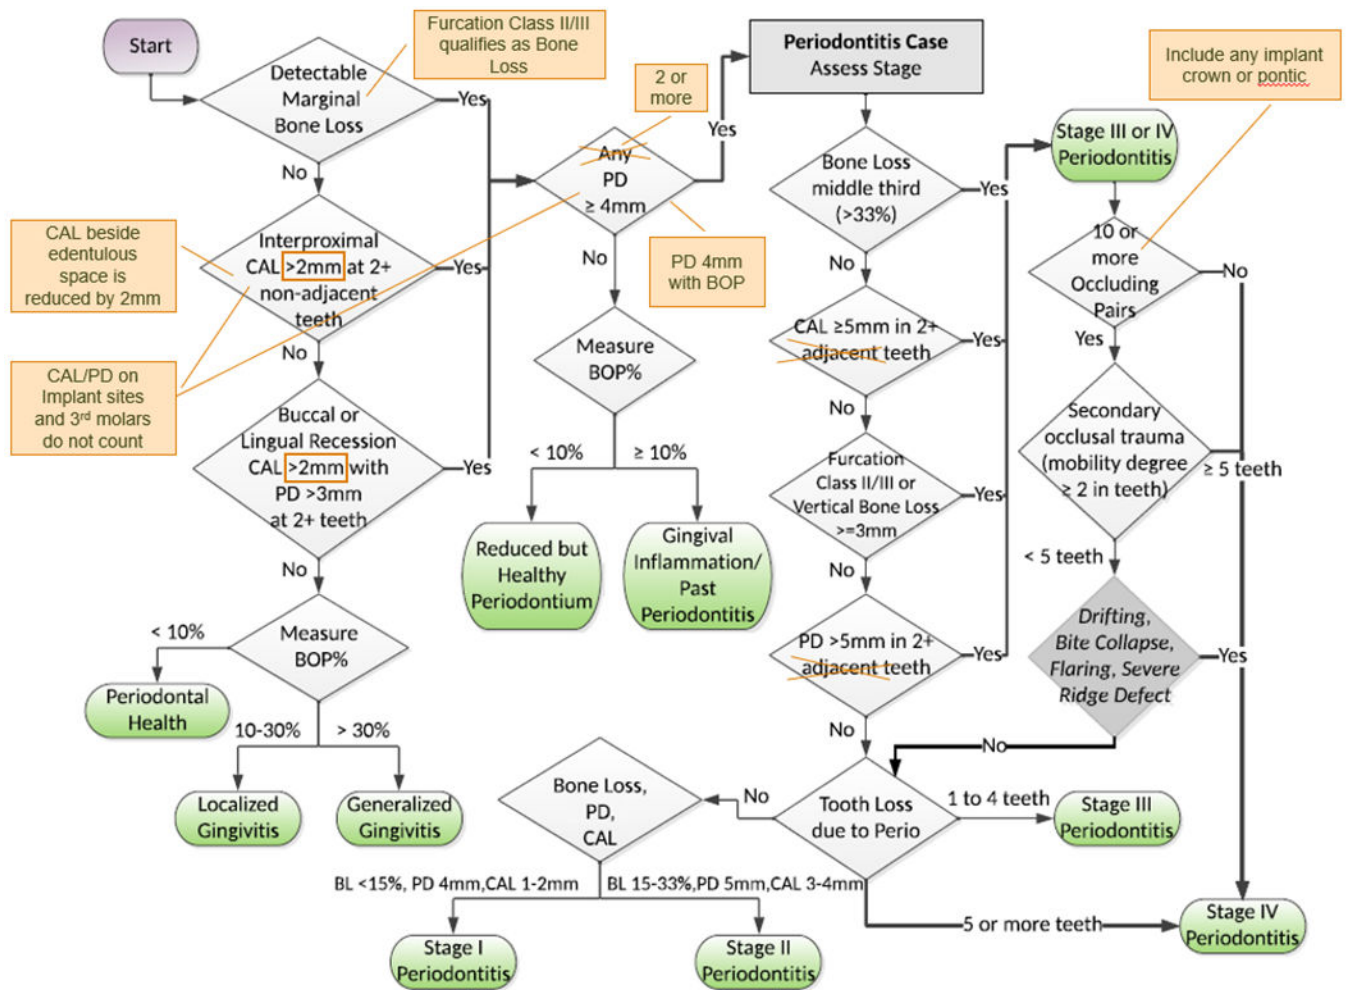 Start
Detectable
Marginal
Bone Loss
Furcation Class II/III
qualifies as Bone
Loss
Yes
No
Interproximal
CAL >2mm at 2+
non-adjacent
teeth
Yes
CAL beside
edentulous
space is
reduced by 2mm
CAL/PD on
Implant sites
and 3rd molars
do not count
No
Buccal or
Lingual Recession
CAL >2mm with
PD >3mm
at 2+ teeth
Yes
No
Measure
BOP%
< 10%
Periodontal
Health
10-30%
> 30%
Localized
Gingivitis
Generalized
Gingivitis
2 or
more
Any
PD
≥ 4mm
Yes
PD 4mm
with BOP
No
Measure
BOP%
< 10%
≥ 10%
Reduced but
Healthy
Periodontium
Gingival
Inflammation/
Past
Periodontitis
Periodontitis Case
Assess Stage
Bone Loss
middle third
(>33%)
Yes
No
CAL ≥5mm in 2+
adjacent teeth
Yes
No
Furcation
Class II/III or
Vertical Bone Loss
>=3mm
Yes
No
PD >5mm in 2+
adjacent teeth
Yes
No
Tooth Loss
due to Perio
No
Bone Loss,
PD,
CAL
BL <15%, PD 4mm,CAL 1-2mm
BL 15-33%,PD 5mm,CAL 3-4mm
Stage I
Periodontitis
Stage II
Periodontitis
1 to 4 teeth
Stage III
Periodontitis
5 or more teeth
Stage IV
Periodontitis
Include any implant
crown or pontic
Stage III or IV
Periodontitis
10 or
more
Occluding
Pairs
No
Yes
Secondary
occlusal trauma
(mobility degree
≥ 2 in teeth)
≥ 5 teeth
< 5 teeth
Drifting,
Bite Collapse,
Flaring, Severe
Ridge Defect
Yes
No